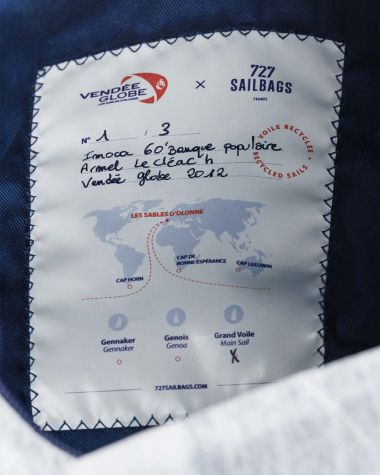 VENDÉE
GLOBE
×
727
SAILBAGS
FRANCE
N° 1 / 3
Imoca 60' Banque populaire
Armel Le Cléac'h
Vendée globe 2012
VOILE RECYCLÉE
RECYCLED SAILS
LES SABLES D'OLONNE
CAP DE
BONNE ESPÉRANCE
CAP LEEUWIN
CAP HORN
Gennaker
Gennaker
Genois
Genoa
Grand Voile
Main Sail
X
727SAILBAGS.COM